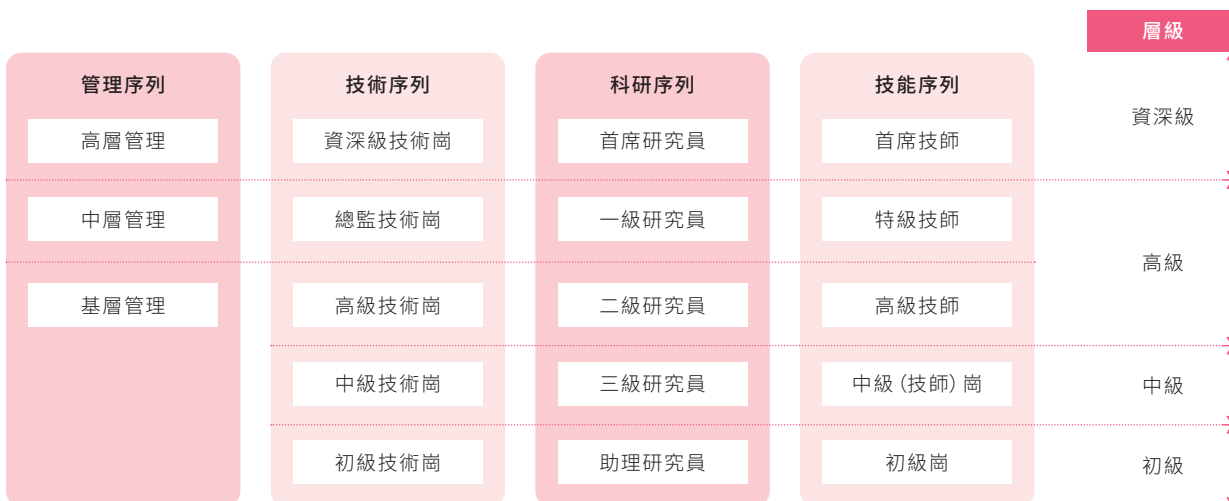 層級
管理序列
技術序列
科研序列
技能序列
高層管理
資深級技術崗
首席研究員
首席技師
資深級
中層管理
總監技術崗
一級研究員
特級技師
高級
基層管理
高級技術崗
二級研究員
高級技師
中級技術崗
三級研究員
中級（技師）崗
中級
初級技術崗
助理研究員
初級崗
初級